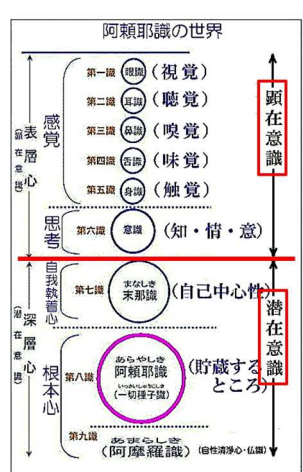 阿頼耶識の世界
第一識 眼識 (視覚)
第二識 耳識 (聴覚)
第三識 鼻識 (嗅覚)
第四識 舌識 (味覚)
第五識 身識 (触覚)
感覚
表層心
(顕在意識)
顕在意識
思考
第六識 意識 (知・情・意)
自我執着心
第七識
まなしき
末那識
(自己中心性)
深層心
(潜在意識)
潜在意識
根本心
第八識
あらやしき
阿頼耶識
いっさいしゅうじしき
(一切種子識)
(貯蔵する
ところ)
第九識
あまらしき
(阿摩羅識)
(自性清浄心・仏識)